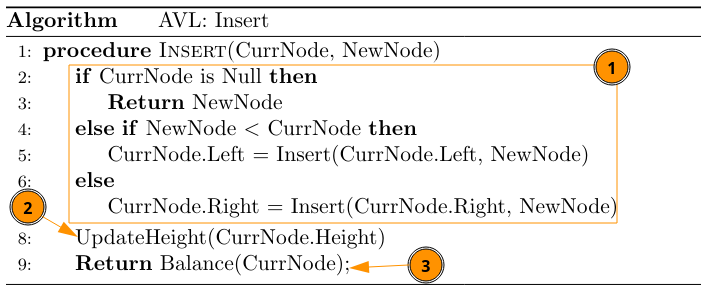 Algorithm AVL: Insert
1: procedure INSERT(CurrNode, NewNode)
1
2: if CurrNode is Null then
3: Return NewNode
4: else if NewNode < CurrNode then
5: CurrNode.Left = Insert(CurrNode.Left, NewNode)
6: else
CurrNode.Right = Insert(CurrNode.Right, NewNode)
2
8: UpdateHeight(CurrNode.Height)
9: Return Balance(CurrNode);
3